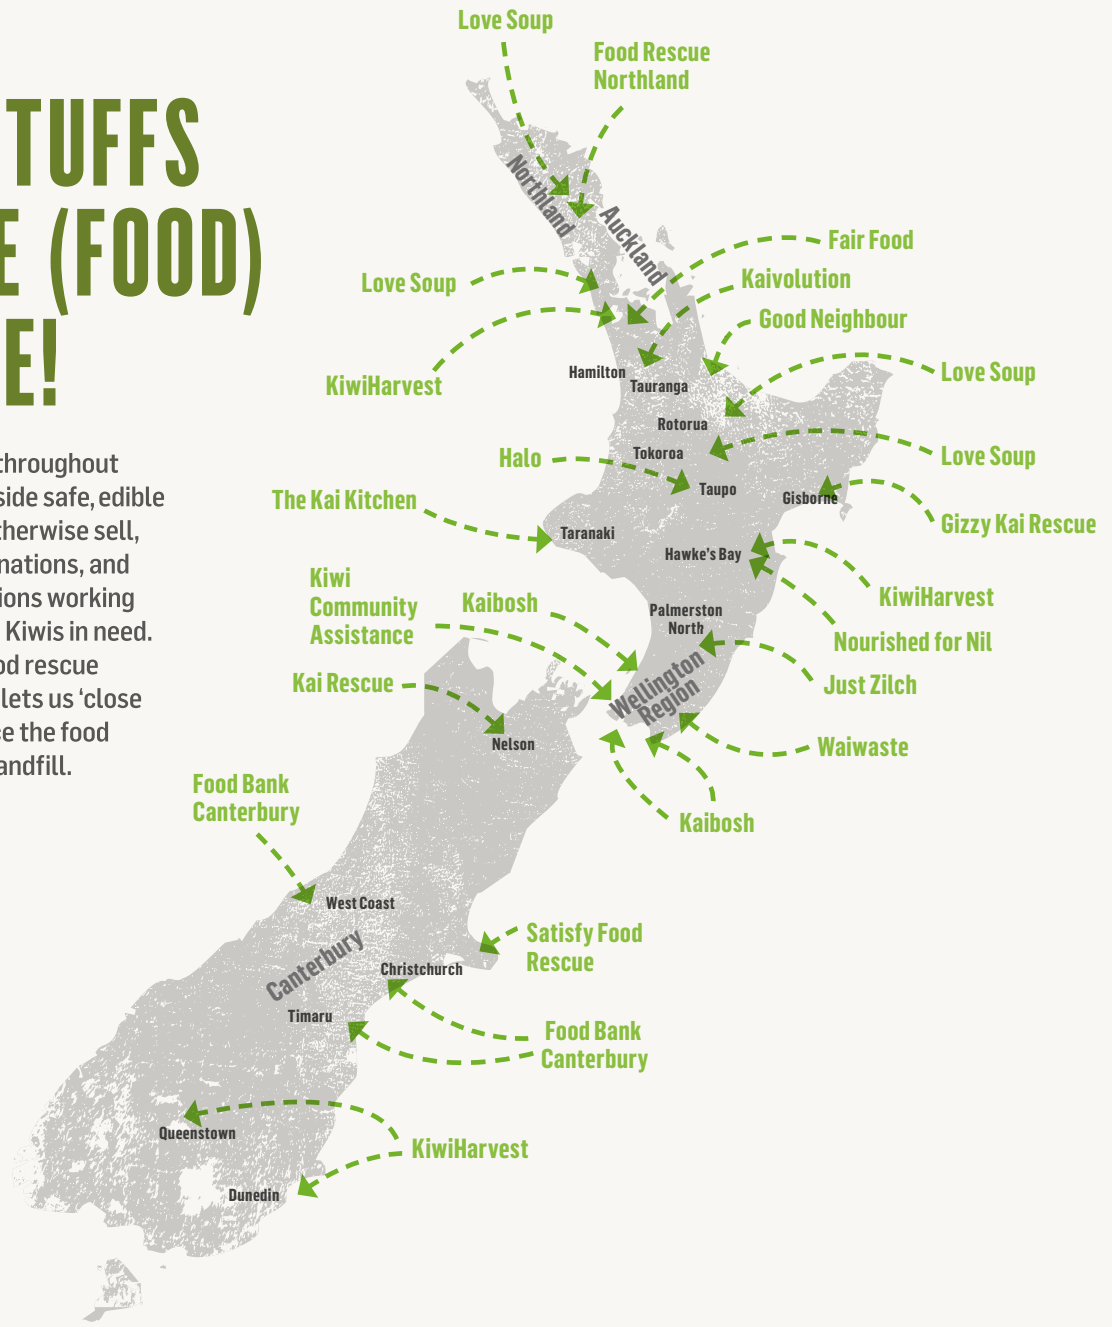 TUFFS
E (FOOD)
E!
throughout
side safe, edible
therwise sell,
nations, and
ions working
Kiwis in need.
od rescue
lets us ‘close
ce the food
andfill.
Love Soup
Food Rescue
Northland
Northland
Auckland
Fair Food
Love Soup
Kaivolution
Good Neighbour
KiwiHarvest
Hamilton
Tauranga
Love Soup
Rotorua
Tokoroa
Love Soup
Halo
Taupo
Gisborne
The Kai Kitchen
Gizzy Kai Rescue
Taranaki
Hawke's Bay
Kiwi
Community
Assistance
Kaibosh
KiwiHarvest
Palmerston
North
Nourished for Nil
Wellington
Region
Just Zilch
Kai Rescue
Nelson
Waiwaste
Food Bank
Canterbury
Kaibosh
West Coast
Satisfy Food
Rescue
Canterbury
Christchurch
Timaru
Food Bank
Canterbury
Queenstown
KiwiHarvest
Dunedin